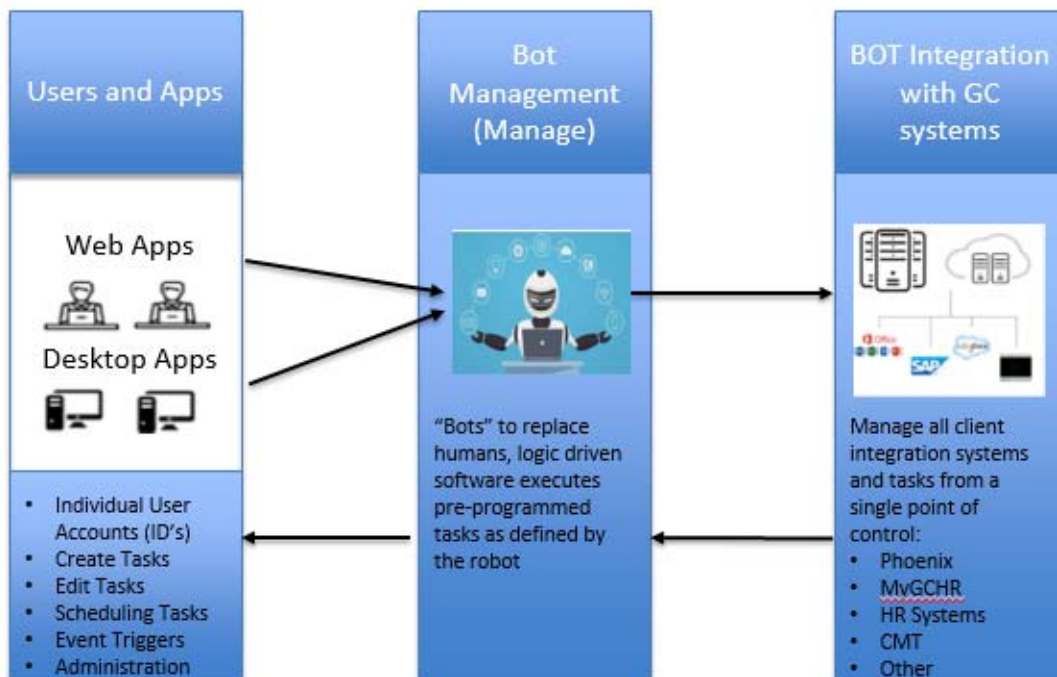 Users and Apps
Web Apps
Desktop Apps
• Individual User
Accounts (ID's)
• Create Tasks
• Edit Tasks
• Scheduling Tasks
• Event Triggers
• Administration
Bot
Management
(Manage)
“Bots” to replace
humans, logic driven
software executes
pre-programmed
tasks as defined by
the robot
BOT Integration
with GC
systems
Office
SAP
Manage all client
integration systems
and tasks from a
single point of
control:
• Phoenix
• MyGCHR
• HR Systems
• CMT
• Other